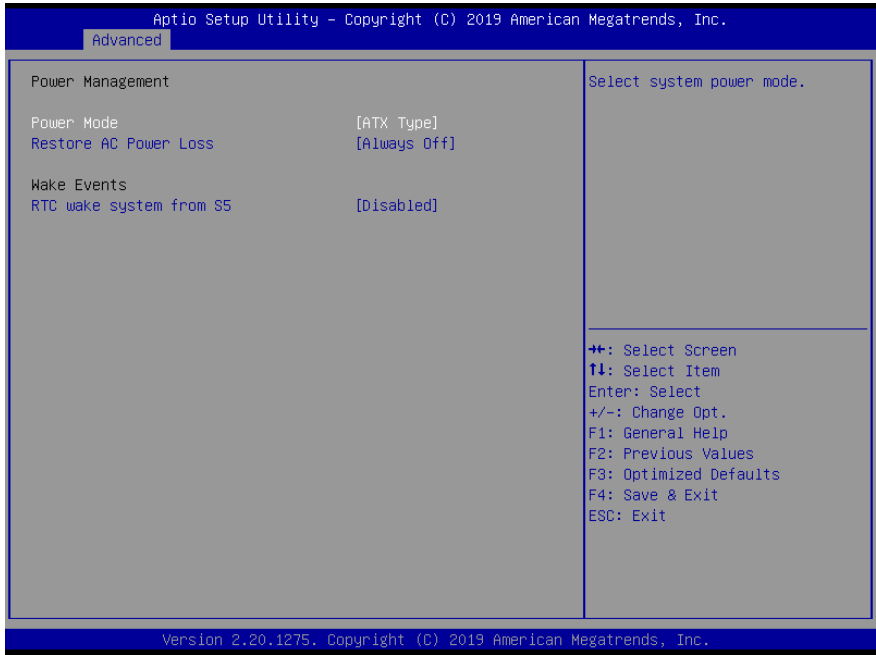 Aptio Setup Utility – Copyright (C) 2019 American Megatrends, Inc.
Advanced
Power Management
Power Mode [ATX Type]
Restore AC Power Loss [Always Off]
Wake Events
RTC wake system from S5 [Disabled]
Select system power mode.
→←: Select Screen
↑↓: Select Item
Enter: Select
+/-: Change Opt.
F1: General Help
F2: Previous Values
F3: Optimized Defaults
F4: Save & Exit
ESC: Exit
Version 2.20.1275. Copyright (C) 2019 American Megatrends, Inc.